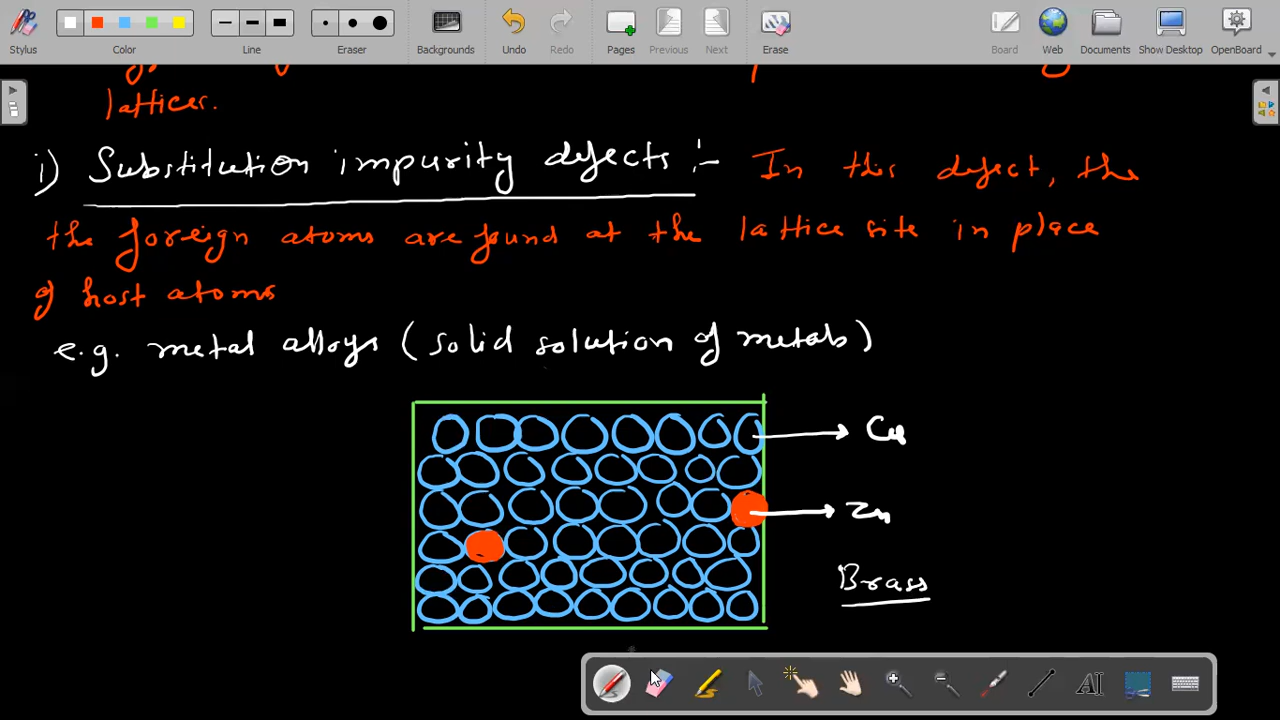 Stylus
Color
Line
Eraser
Backgrounds
Undo
Redo
Pages
Previous
Next
Erase
Board
Web
Documents
Show Desktop
OpenBoard
lattices.
i) Substitution impurity defects :- In this defect, the
the foreign atoms are found at the lattice site in place
of host atoms
e.g. metal alloys (solid solution of metals)
Cu
Zn
Brass
AI